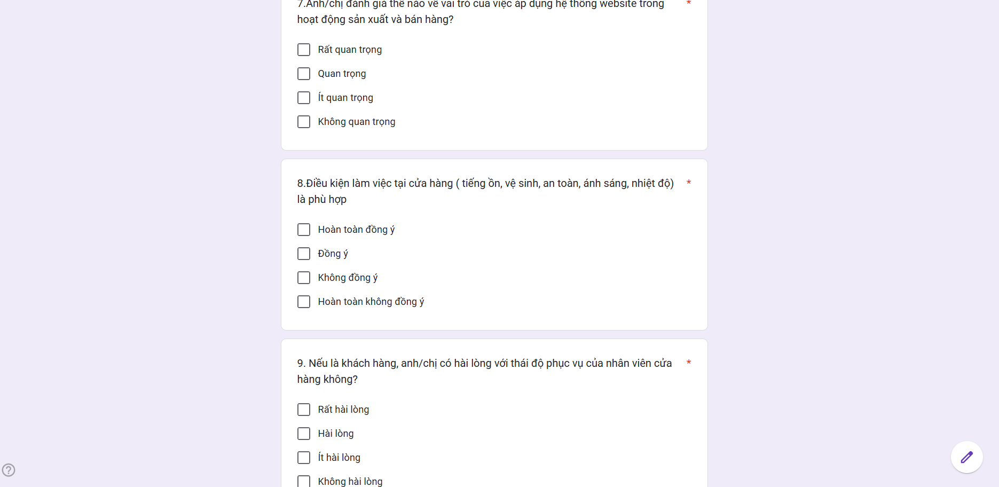 7.Anh/chị đánh giá thế nào về vai trò của việc áp dụng hệ thống website trong *
hoạt động sản xuất và bán hàng?
Rất quan trọng
Quan trọng
Ít quan trọng
Không quan trọng
8.Điều kiện làm việc tại cửa hàng ( tiếng ồn, vệ sinh, an toàn, ánh sáng, nhiệt độ) *
là phù hợp
Hoàn toàn đồng ý
Đồng ý
Không đồng ý
Hoàn toàn không đồng ý
9. Nếu là khách hàng, anh/chị có hài lòng với thái độ phục vụ của nhân viên cửa *
hàng không?
Rất hài lòng
Hài lòng
Ít hài lòng
Không hài lòng